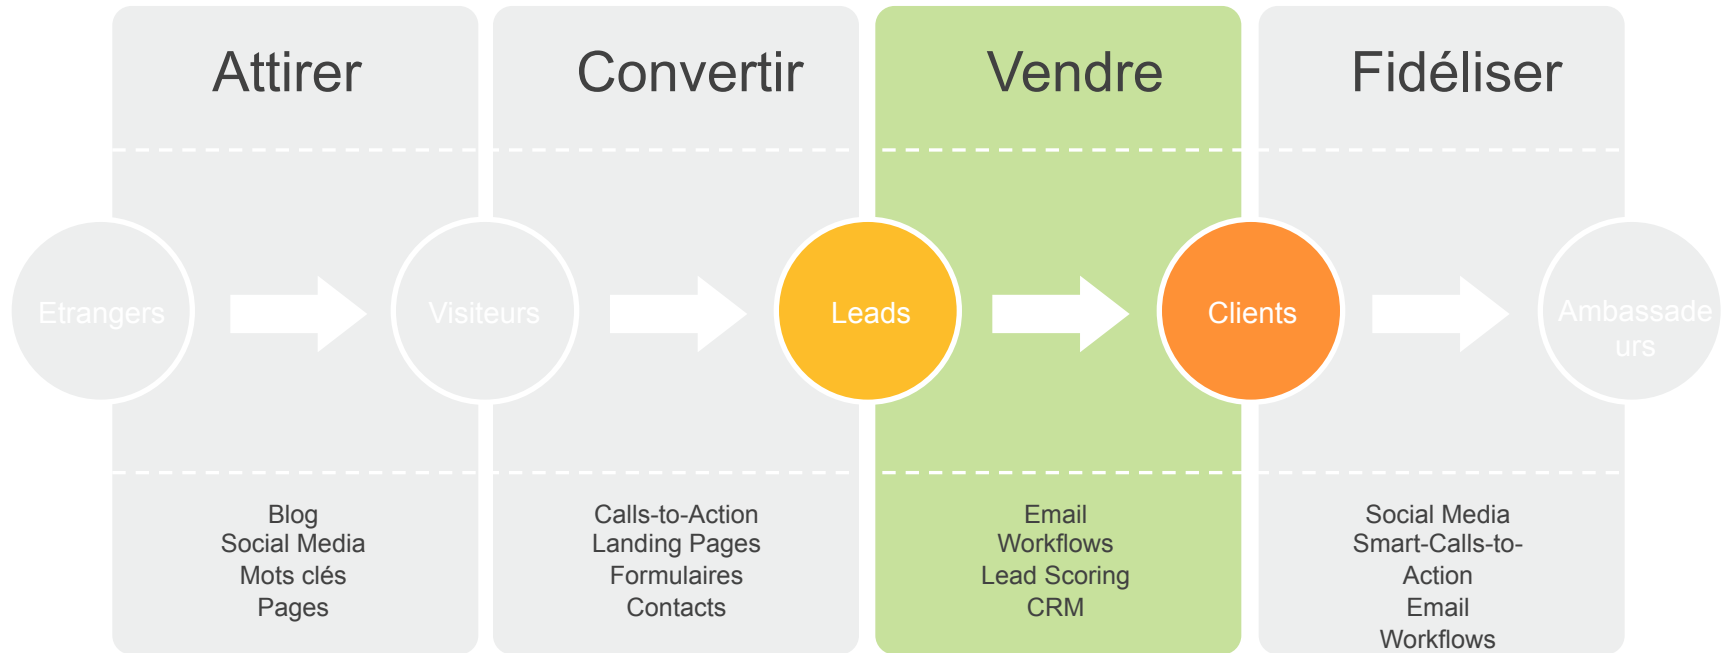 Attirer
Convertir
Vendre
Fidéliser
Etrangers
Visiteurs
Leads
Clients
Ambassade
urs
Blog
Social Media
Mots clés
Pages
Calls-to-Action
Landing Pages
Formulaires
Contacts
Email
Workflows
Lead Scoring
CRM
Social Media
Smart-Calls-to-
Action
Email
Workflows